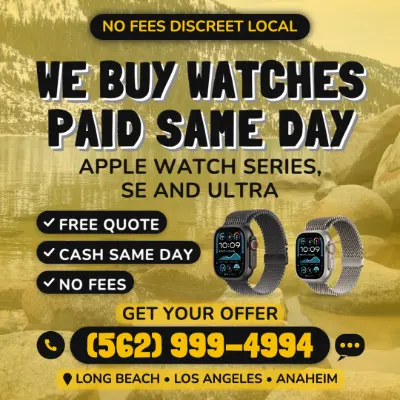 NO FEES DISCREET LOCAL
WE BUY WATCHES
PAID SAME DAY
APPLE WATCH SERIES,
SE AND ULTRA
✓ FREE QUOTE
✓ CASH SAME DAY
✓ NO FEES
GET YOUR OFFER
(562) 999-4994
LONG BEACH • LOS ANGELES • ANAHEIM